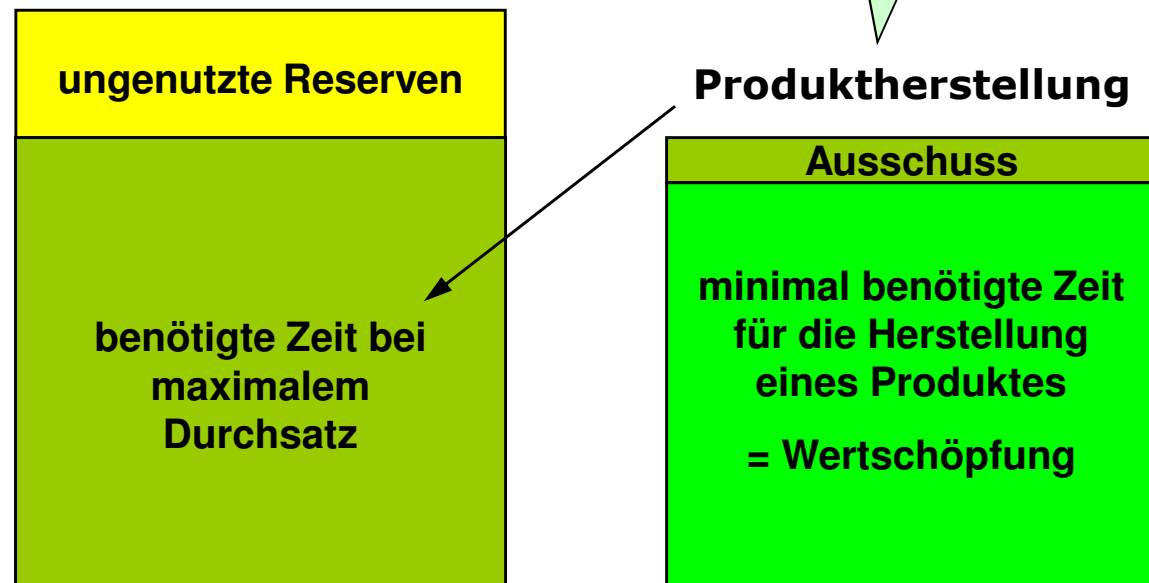 ungenutzte Reserven
benötigte Zeit bei
maximalem
Durchsatz
Produktherstellung
Ausschuss
minimal benötigte Zeit
für die Herstellung
eines Produktes
= Wertschöpfung